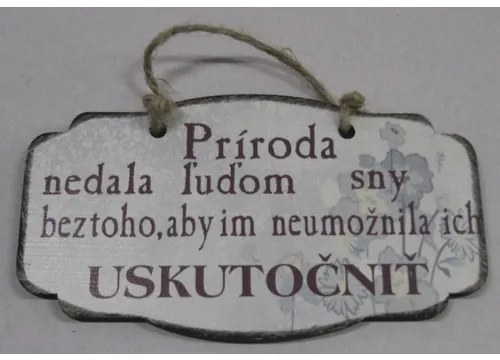 Príroda
nedala ľuďom sny
beztoho,aby im neumožnila ich
USKUTOČNIŤ